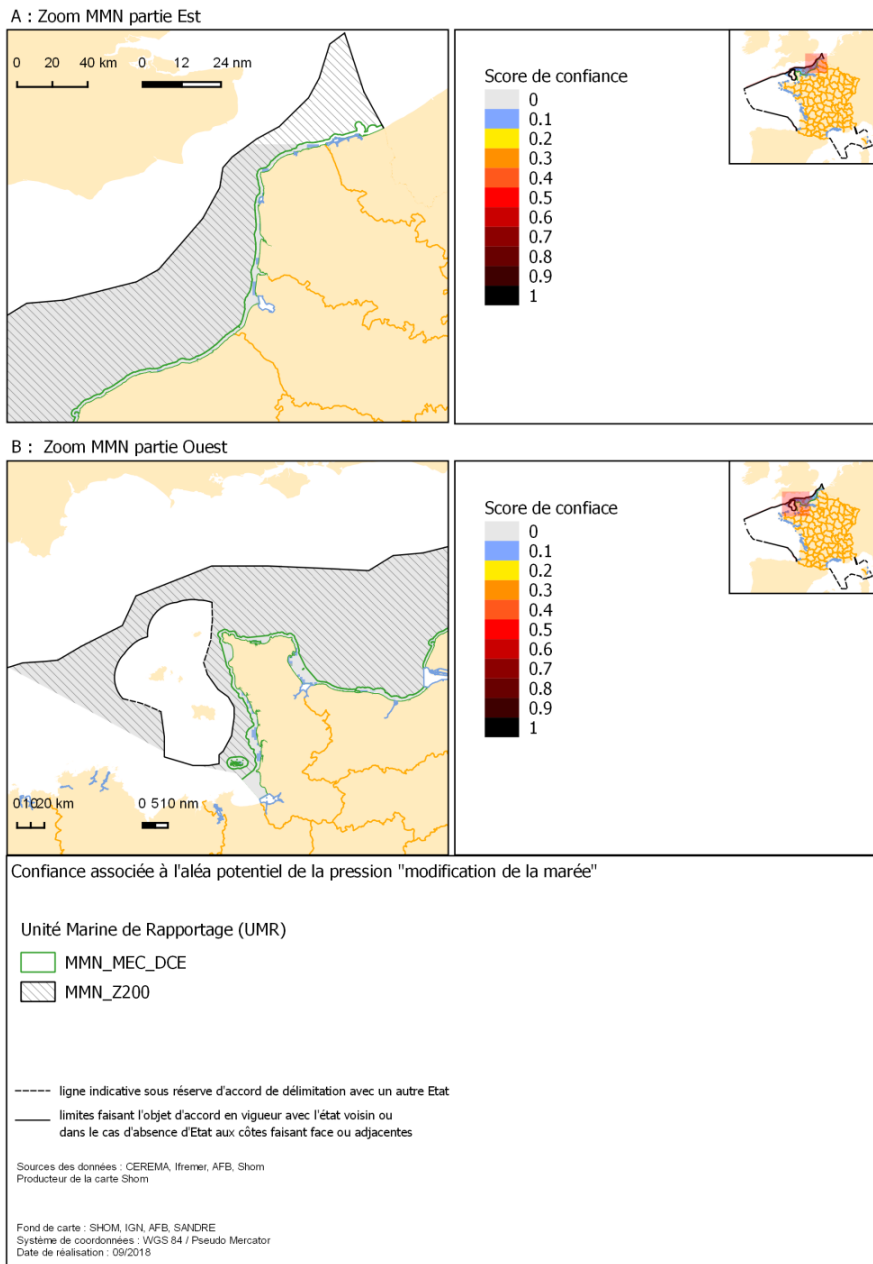 A : Zoom MMN partie Est
0 20 40 km
0 12 24 nm
Score de confiance
0
0.1
0.2
0.3
0.4
0.5
0.6
0.7
0.8
0.9
1
B : Zoom MMN partie Ouest
Score de confiace
0
0.1
0.2
0.3
0.4
0.5
0.6
0.7
0.8
0.9
1
0 1020 km
0 510 nm
Confiance associée à l'aléa potentiel de la pression "modification de la marée"
Unité Marine de Rapportage (UMR)
MMN_MEC_DCE
MMN_Z200
ligne indicative sous réserve d'accord de délimitation avec un autre Etat
limites faisant l'objet d'accord en vigueur avec l'état voisin ou
dans le cas d'absence d'Etat aux côtes faisant face ou adjacentes
Sources des données : CEREMA, Ifremer, AFB, Shom
Producteur de la carte Shom
Fond de carte : SHOM, IGN, AFB, SANDRE
Système de coordonnées : WGS 84 / Pseudo Mercator
Date de réalisation : 09/2018